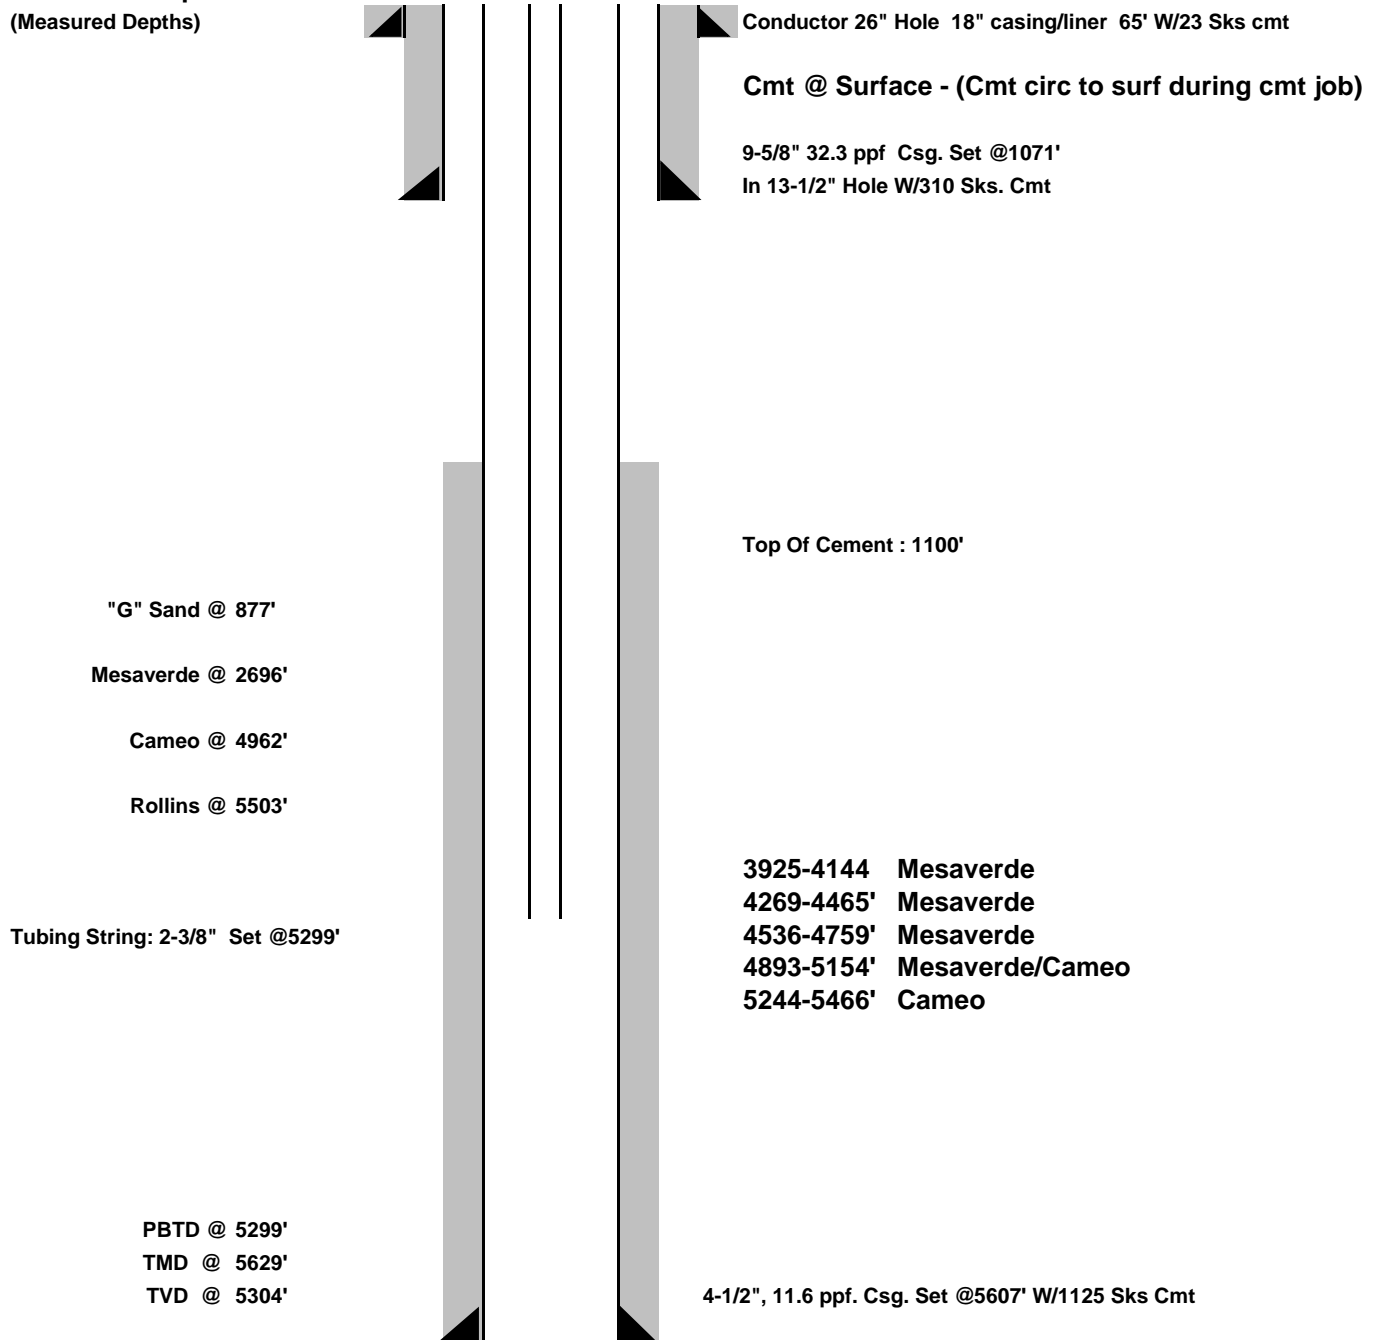 (Measured Depths)
Conductor 26" Hole 18" casing/liner 65' W/23 Sks cmt
Cmt @ Surface - (Cmt circ to surf during cmt job)
9-5/8" 32.3 ppf Csg. Set @1071'
In 13-1/2" Hole W/310 Sks. Cmt
Top Of Cement : 1100'
"G" Sand @ 877'
Mesaverde @ 2696'
Cameo @ 4962'
Rollins @ 5503'
3925-4144 Mesaverde
4269-4465' Mesaverde
4536-4759' Mesaverde
4893-5154' Mesaverde/Cameo
5244-5466' Cameo
Tubing String: 2-3/8" Set @5299'
PBTD @ 5299'
TMD @ 5629'
TVD @ 5304'
4-1/2", 11.6 ppf. Csg. Set @5607' W/1125 Sks Cmt